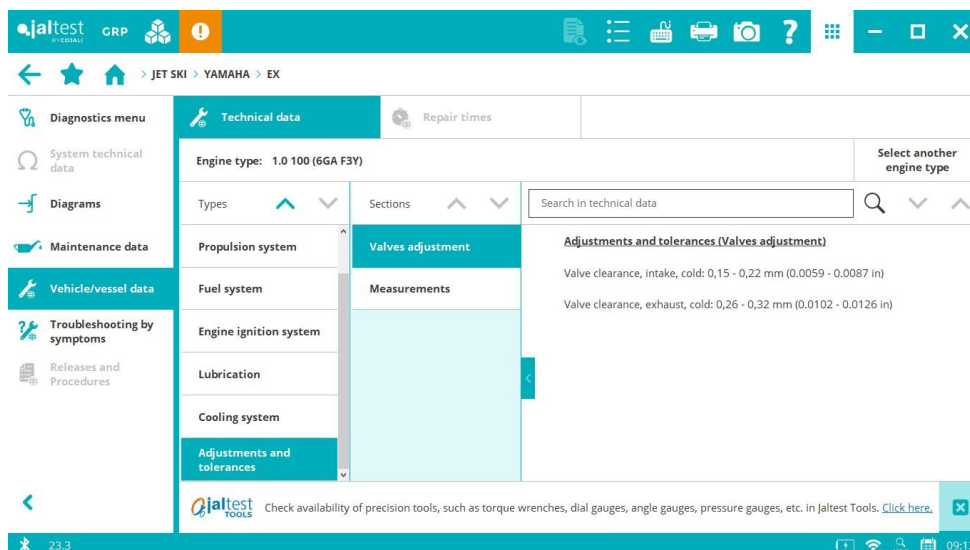 jaltest GRP
BY COJALI
> JET SKI > YAMAHA > EX
Diagnostics menu
System technical
data
Diagrams
Maintenance data
Vehicle/vessel data
Troubleshooting by
symptoms
Releases and
Procedures
Technical data
Repair times
Engine type: 1.0 100 (6GA F3Y)
Select another
engine type
Types
Sections
Search in technical data
Propulsion system
Fuel system
Engine ignition system
Lubrication
Cooling system
Adjustments and
tolerances
Valves adjustment
Measurements
Adjustments and tolerances (Valves adjustment)
Valve clearance, intake, cold: 0,15 - 0,22 mm (0.0059 - 0.0087 in)
Valve clearance, exhaust, cold: 0,26 - 0,32 mm (0.0102 - 0.0126 in)
jaltest
TOOLS
Check availability of precision tools, such as torque wrenches, dial gauges, angle gauges, pressure gauges, etc. in Jaltest Tools. Click here.
23.3